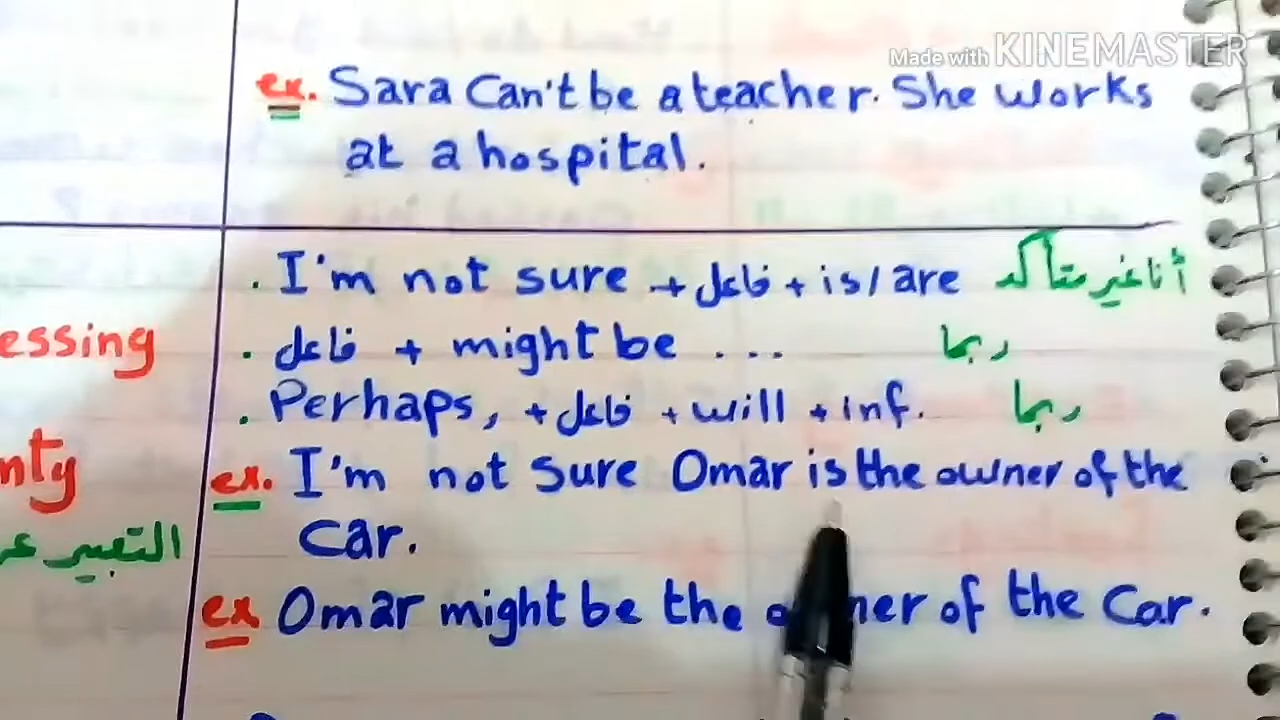 Made with KINEMASTER
ex. Sara Can't be a teacher. She works
at a hospital.
. I'm not sure + فاعل + is/are أنا غير متأكد
essing . فاعل + might be ... ربما
. Perhaps, + فاعل + will + inf. ربما
nty ex. I'm not sure Omar is the owner of the
التعبير عن car.
ex Omar might be the owner of the car.